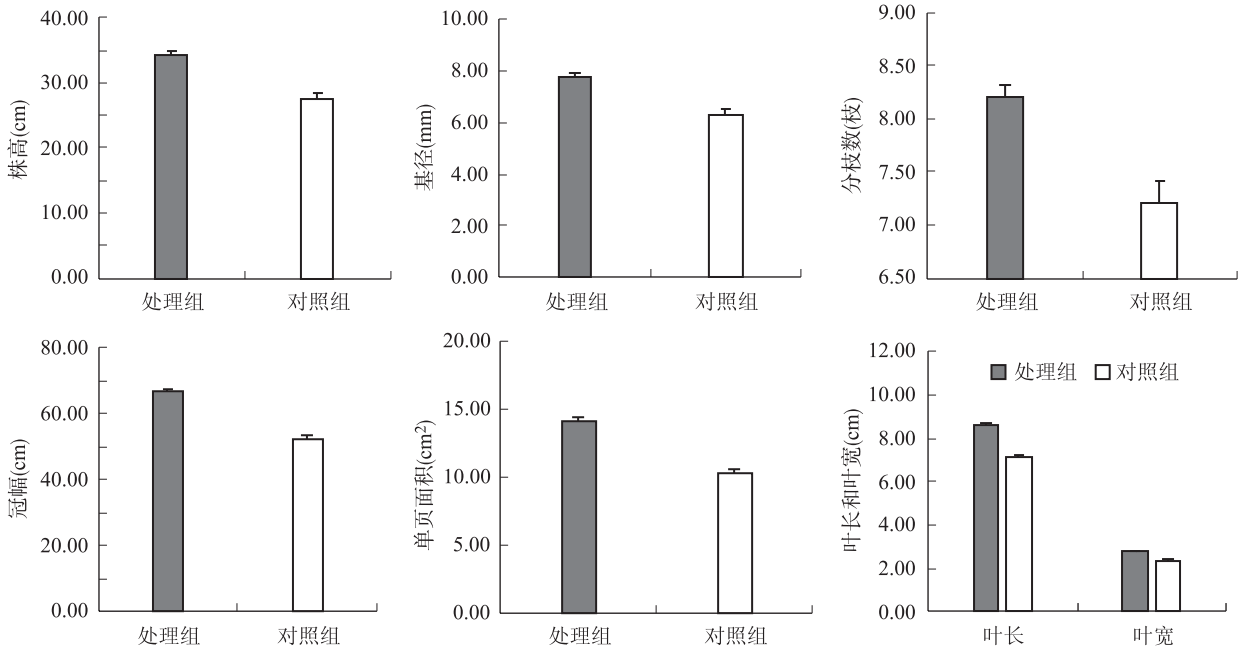 株高(cm)
40.00
30.00
20.00
10.00
0.00
处理组
对照组
基径(mm)
10.00
8.00
6.00
4.00
2.00
0.00
处理组
对照组
分枝数(枝)
9.00
8.50
8.00
7.50
7.00
6.50
处理组
对照组
冠幅(cm)
80.00
60.00
40.00
20.00
0.00
处理组
对照组
单页面积(cm²)
20.00
15.00
10.00
5.00
0.00
处理组
对照组
叶长和叶宽(cm)
12.00
10.00
8.00
6.00
4.00
2.00
0.00
处理组 对照组
叶长
叶宽